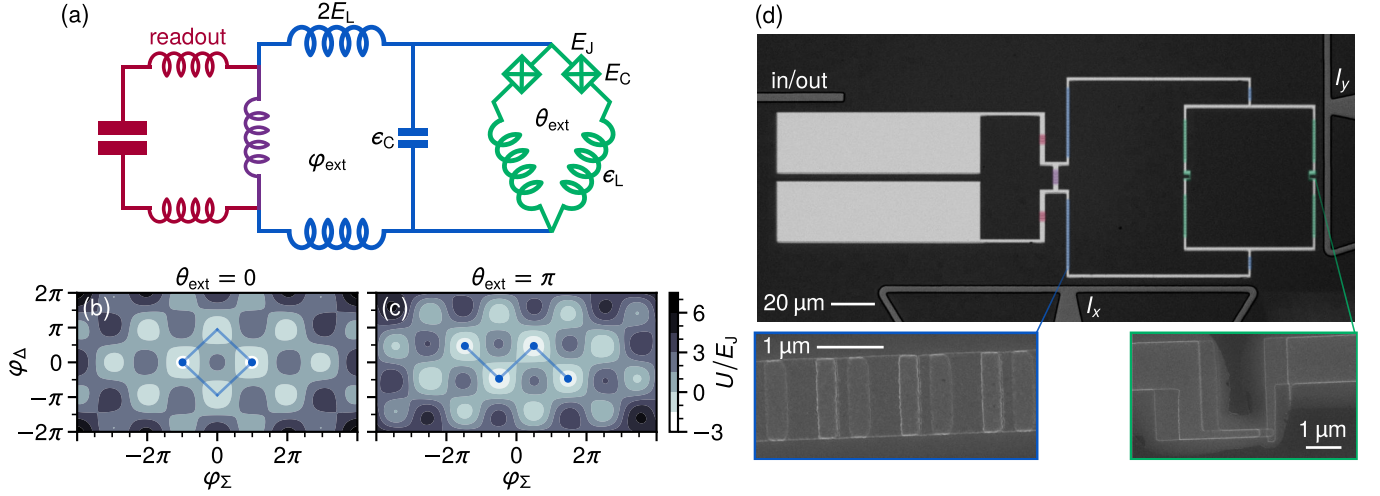 (a)
readout
2E_L
E_J
E_C
θ_ext
ϵ_C
φ_ext
ϵ_L
θ_ext = 0
θ_ext = π
(b)
(c)
2π
π
0
−π
−2π
φ_Δ
−2π 0 2π
φ_Σ
−2π 0 2π
φ_Σ
6
3
0
−3
U/E_J
(d)
in/out
I_y
20 μm
I_x
1 μm
1 μm